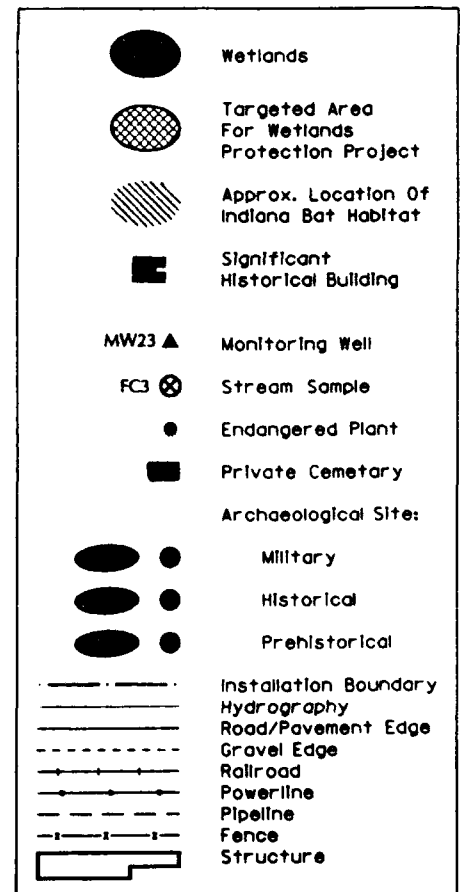 Wetlands
Targeted Area
For Wetlands
Protection Project
Approx. Location Of
Indiana Bat Habitat
Significant
Historical Building
MW23 Monitoring Well
FC3 Stream Sample
Endangered Plant
Private Cemetary
Archaeological Site:
Military
Historical
Prehistorical
Installation Boundary
Hydrography
Road/Pavement Edge
Gravel Edge
Railroad
Powerline
Pipeline
Fence
Structure